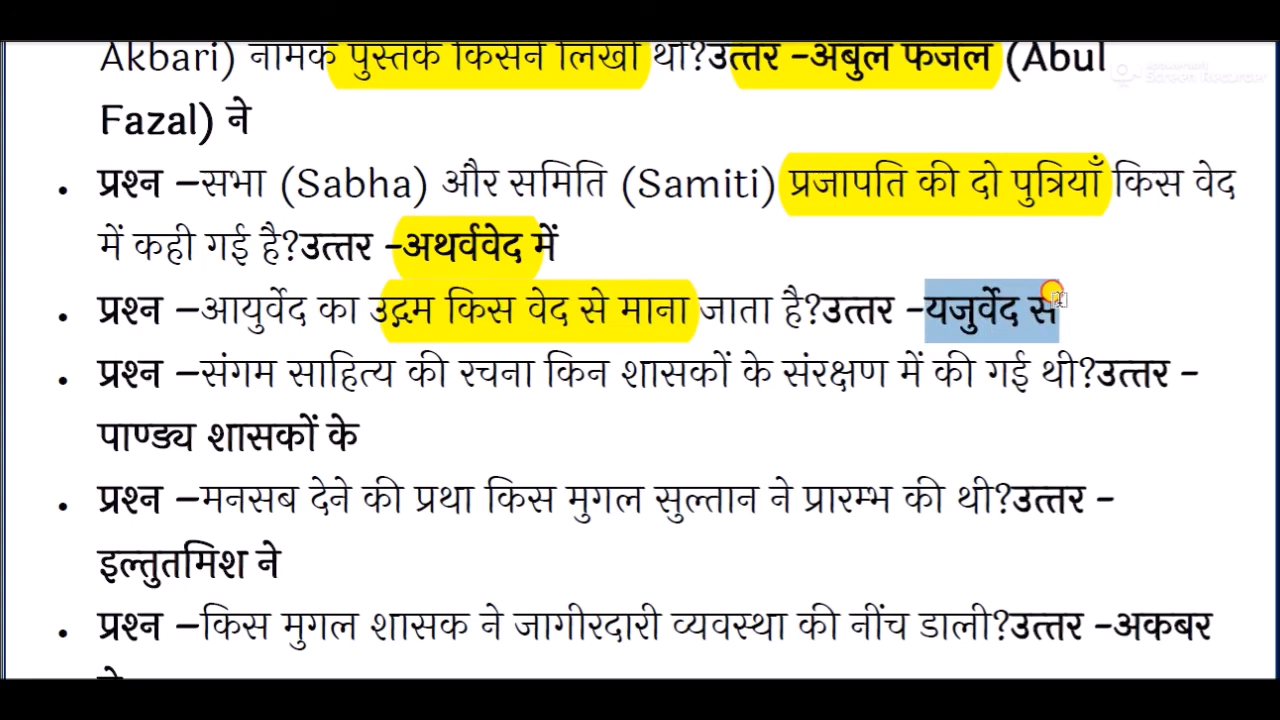 Akbari) नामक पुस्तक किसने लिखी थी?उत्तर –अबुल फजल (Abul
Screen Recorder
Fazal) ने
• प्रश्न –सभा (Sabha) और समिति (Samiti) प्रजापति की दो पुत्रियाँ किस वेद
में कही गई है?उत्तर –अथर्ववेद में
• प्रश्न –आयुर्वेद का उद्गम किस वेद से माना जाता है?उत्तर –यजुर्वेद से
• प्रश्न –संगम साहित्य की रचना किन शासकों के संरक्षण में की गई थी?उत्तर –
पाण्ड्य शासकों के
• प्रश्न –मनसब देने की प्रथा किस मुगल सुल्तान ने प्रारम्भ की थी?उत्तर –
इल्तुतमिश ने
• प्रश्न –किस मुगल शासक ने जागीरदारी व्यवस्था की नींच डाली?उत्तर –अकबर